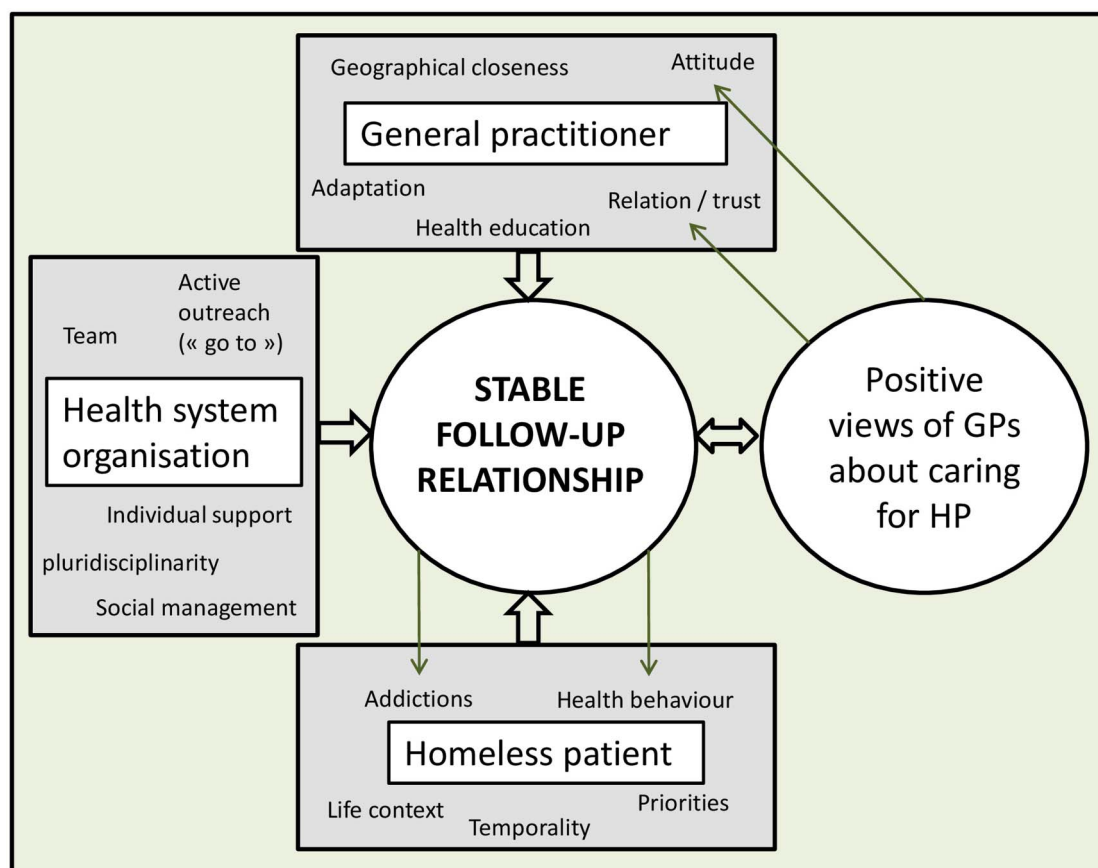 Geographical closeness
Attitude
General practitioner
Adaptation
Relation / trust
Health education
Active
outreach
(« go to »)
Team
Health system
organisation
Individual support
pluridisciplinarity
Social management
STABLE
FOLLOW-UP
RELATIONSHIP
Positive
views of GPs
about caring
for HP
Addictions
Health behaviour
Homeless patient
Life context
Priorities
Temporality